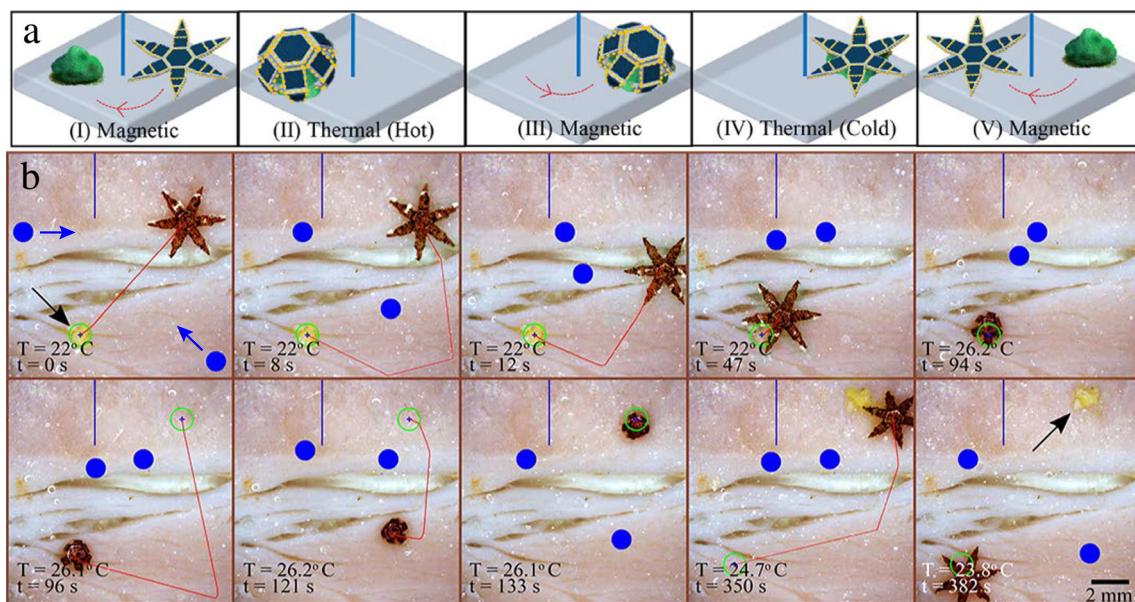 a
(I) Magnetic
(II) Thermal (Hot)
(III) Magnetic
(IV) Thermal (Cold)
(V) Magnetic
b
T = 22° C
t = 0 s
T = 22° C
t = 8 s
T = 22° C
t = 12 s
T = 22° C
t = 47 s
T = 26.2° C
t = 94 s
T = 26.1° C
t = 96 s
T = 26.2° C
t = 121 s
T = 26.1° C
t = 133 s
T = 24.7° C
t = 350 s
T = 23.8° C
t = 382 s
2 mm